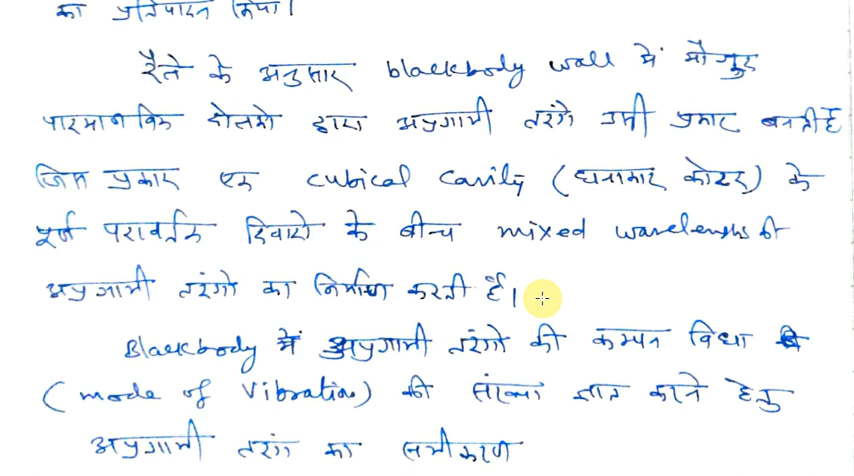 का प्रतिपादन किया।
रैले के अनुसार blackbody wall में मौजूद
पारमाणविक दोलको द्वारा अप्रगामी तरंगे उसी प्रकार बनती है
जिस प्रकार एक cubical cavity (घनाकार कोटर) के
पूर्ण परावर्तक दिवारो के बीच mixed wavelengths की
अप्रगामी तरंगो का निर्माण करती हैं।
Blackbody में अप्रगामी तरंगो की कम्पन विधा
(mode of vibration) की संख्या ज्ञात करने हेतु
अप्रगामी तरंग का समीकरण